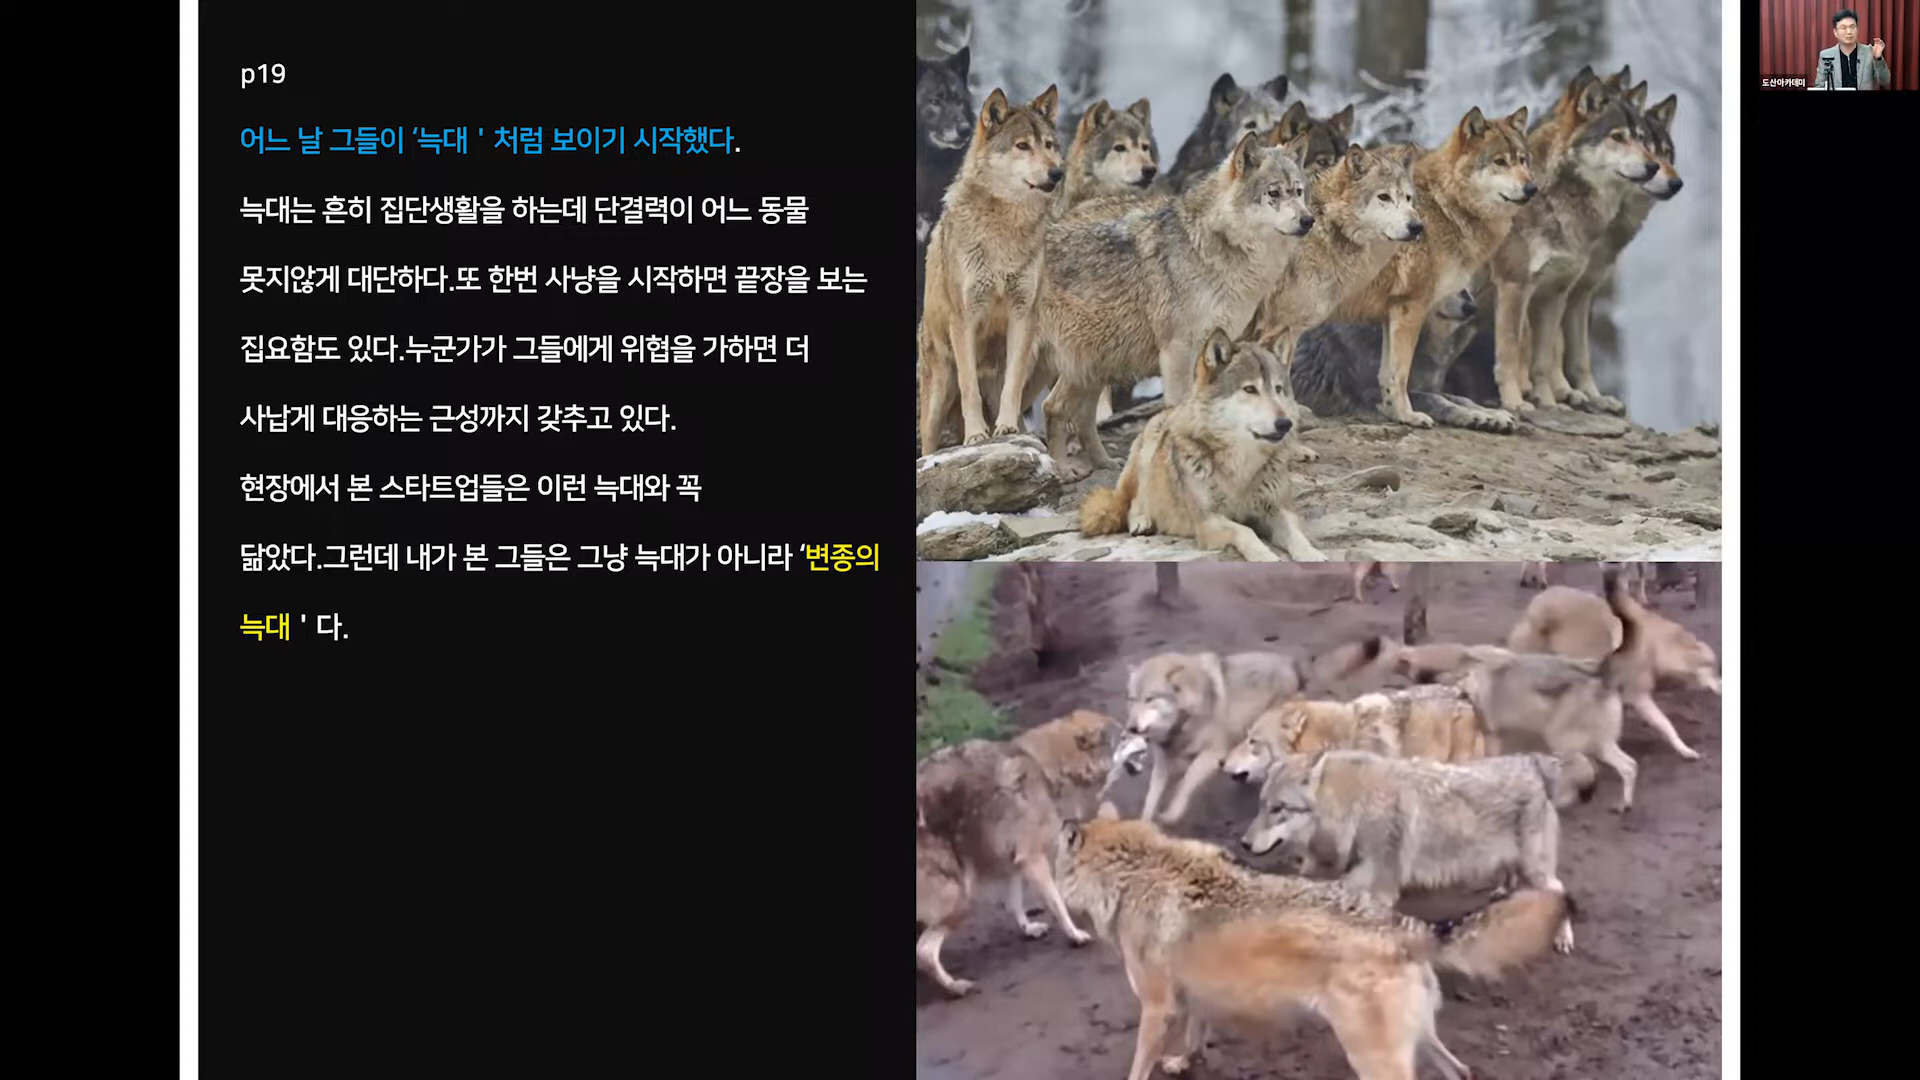 p19
어느 날 그들이 ‘늑대 ' 처럼 보이기 시작했다.
늑대는 흔히 집단생활을 하는데 단결력이 어느 동물
못지않게 대단하다.또 한번 사냥을 시작하면 끝장을 보는
집요함도 있다.누군가가 그들에게 위협을 가하면 더
사납게 대응하는 근성까지 갖추고 있다.
현장에서 본 스타트업들은 이런 늑대와 꼭
닮았다.그런데 내가 본 그들은 그냥 늑대가 아니라 ‘변종의
늑대 ' 다.
도산아카데미